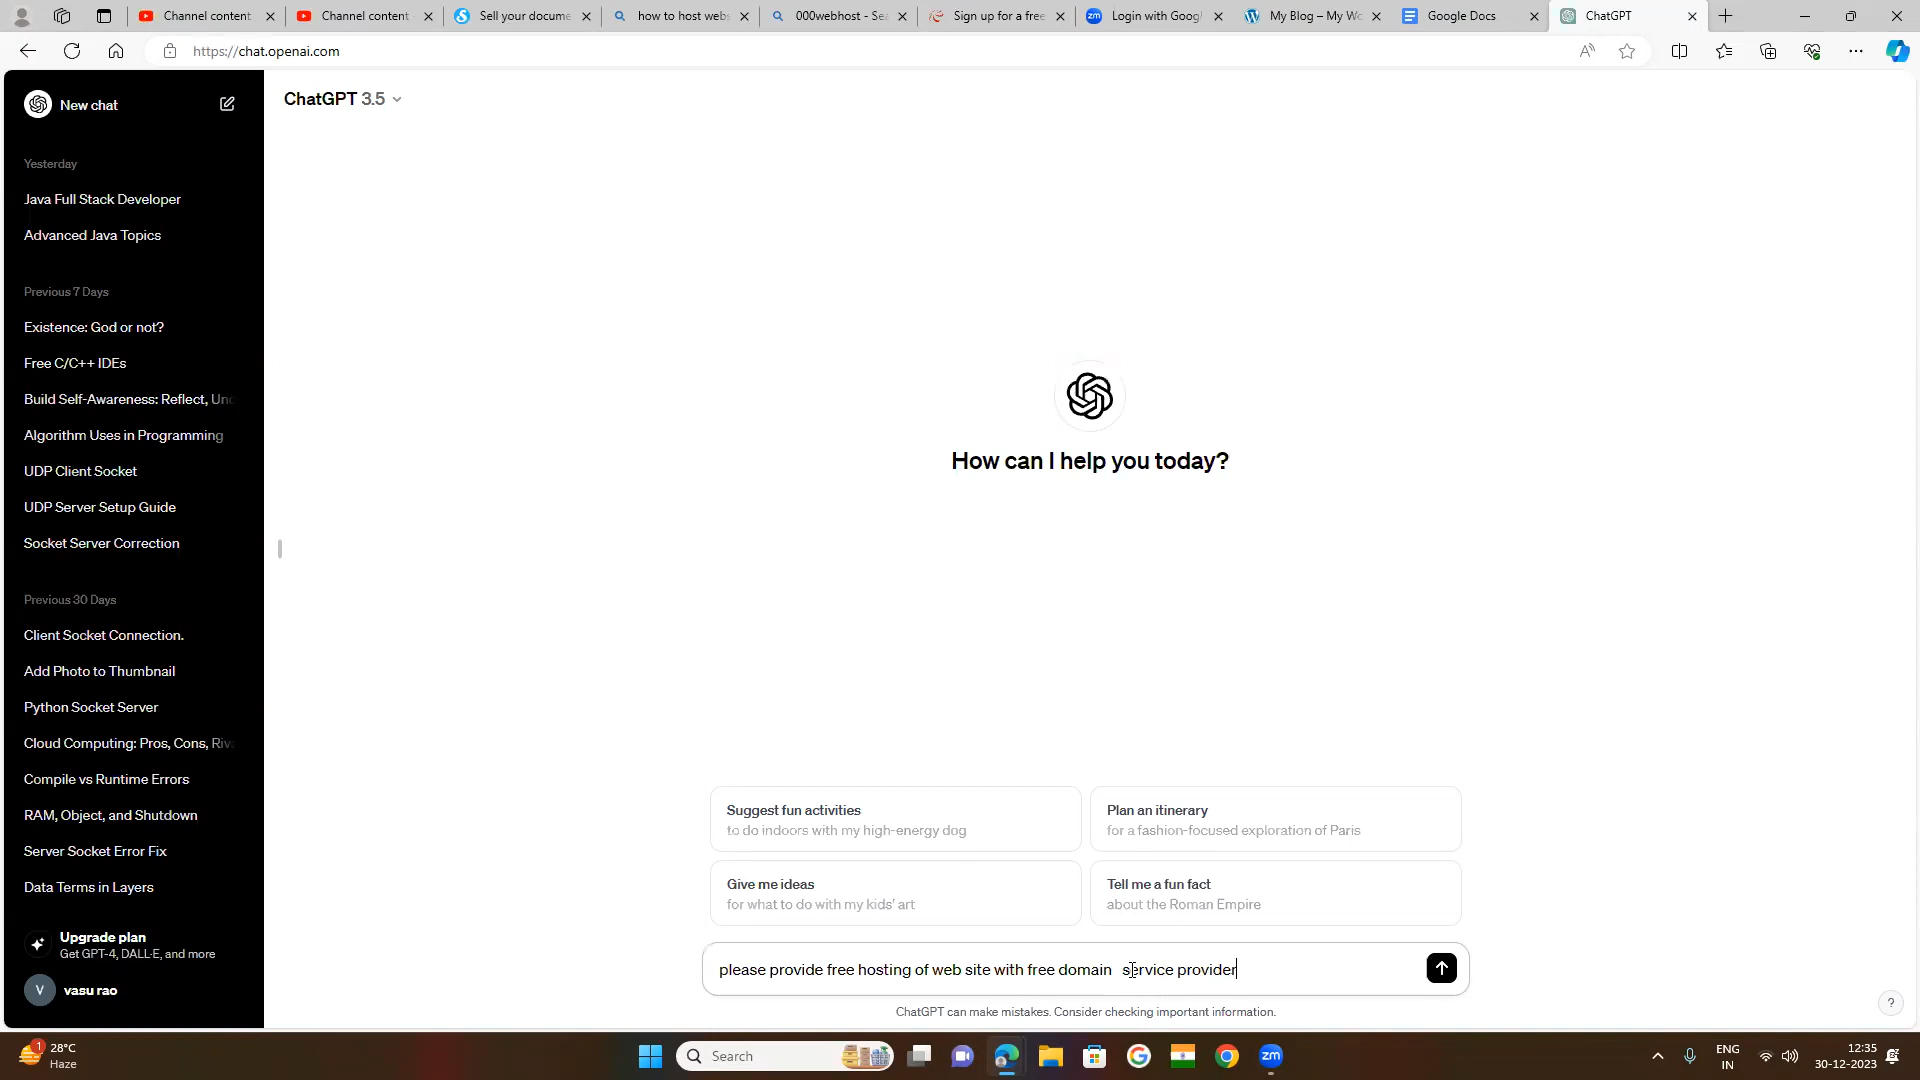 Channel content
Channel content
Sell your docume
how to host webs
000webhost - Sea
Sign up for a free
Login with Googl
My Blog – My Wo
Google Docs
ChatGPT
https://chat.openai.com
New chat
ChatGPT 3.5
Yesterday
Java Full Stack Developer
Advanced Java Topics
Previous 7 Days
Existence: God or not?
Free C/C++ IDEs
Build Self-Awareness: Reflect, Und
Algorithm Uses in Programming
UDP Client Socket
UDP Server Setup Guide
Socket Server Correction
Previous 30 Days
Client Socket Connection.
Add Photo to Thumbnail
Python Socket Server
Cloud Computing: Pros, Cons, Riva
Compile vs Runtime Errors
RAM, Object, and Shutdown
Server Socket Error Fix
Data Terms in Layers
Upgrade plan
Get GPT-4, DALL·E, and more
V
vasu rao
How can I help you today?
Suggest fun activities
to do indoors with my high-energy dog
Plan an itinerary
for a fashion-focused exploration of Paris
Give me ideas
for what to do with my kids' art
Tell me a fun fact
about the Roman Empire
please provide free hosting of web site with free domain  service provider
ChatGPT can make mistakes. Consider checking important information.
?
1
28°C
Haze
Search
zm
ENG
IN
12:35
30-12-2023